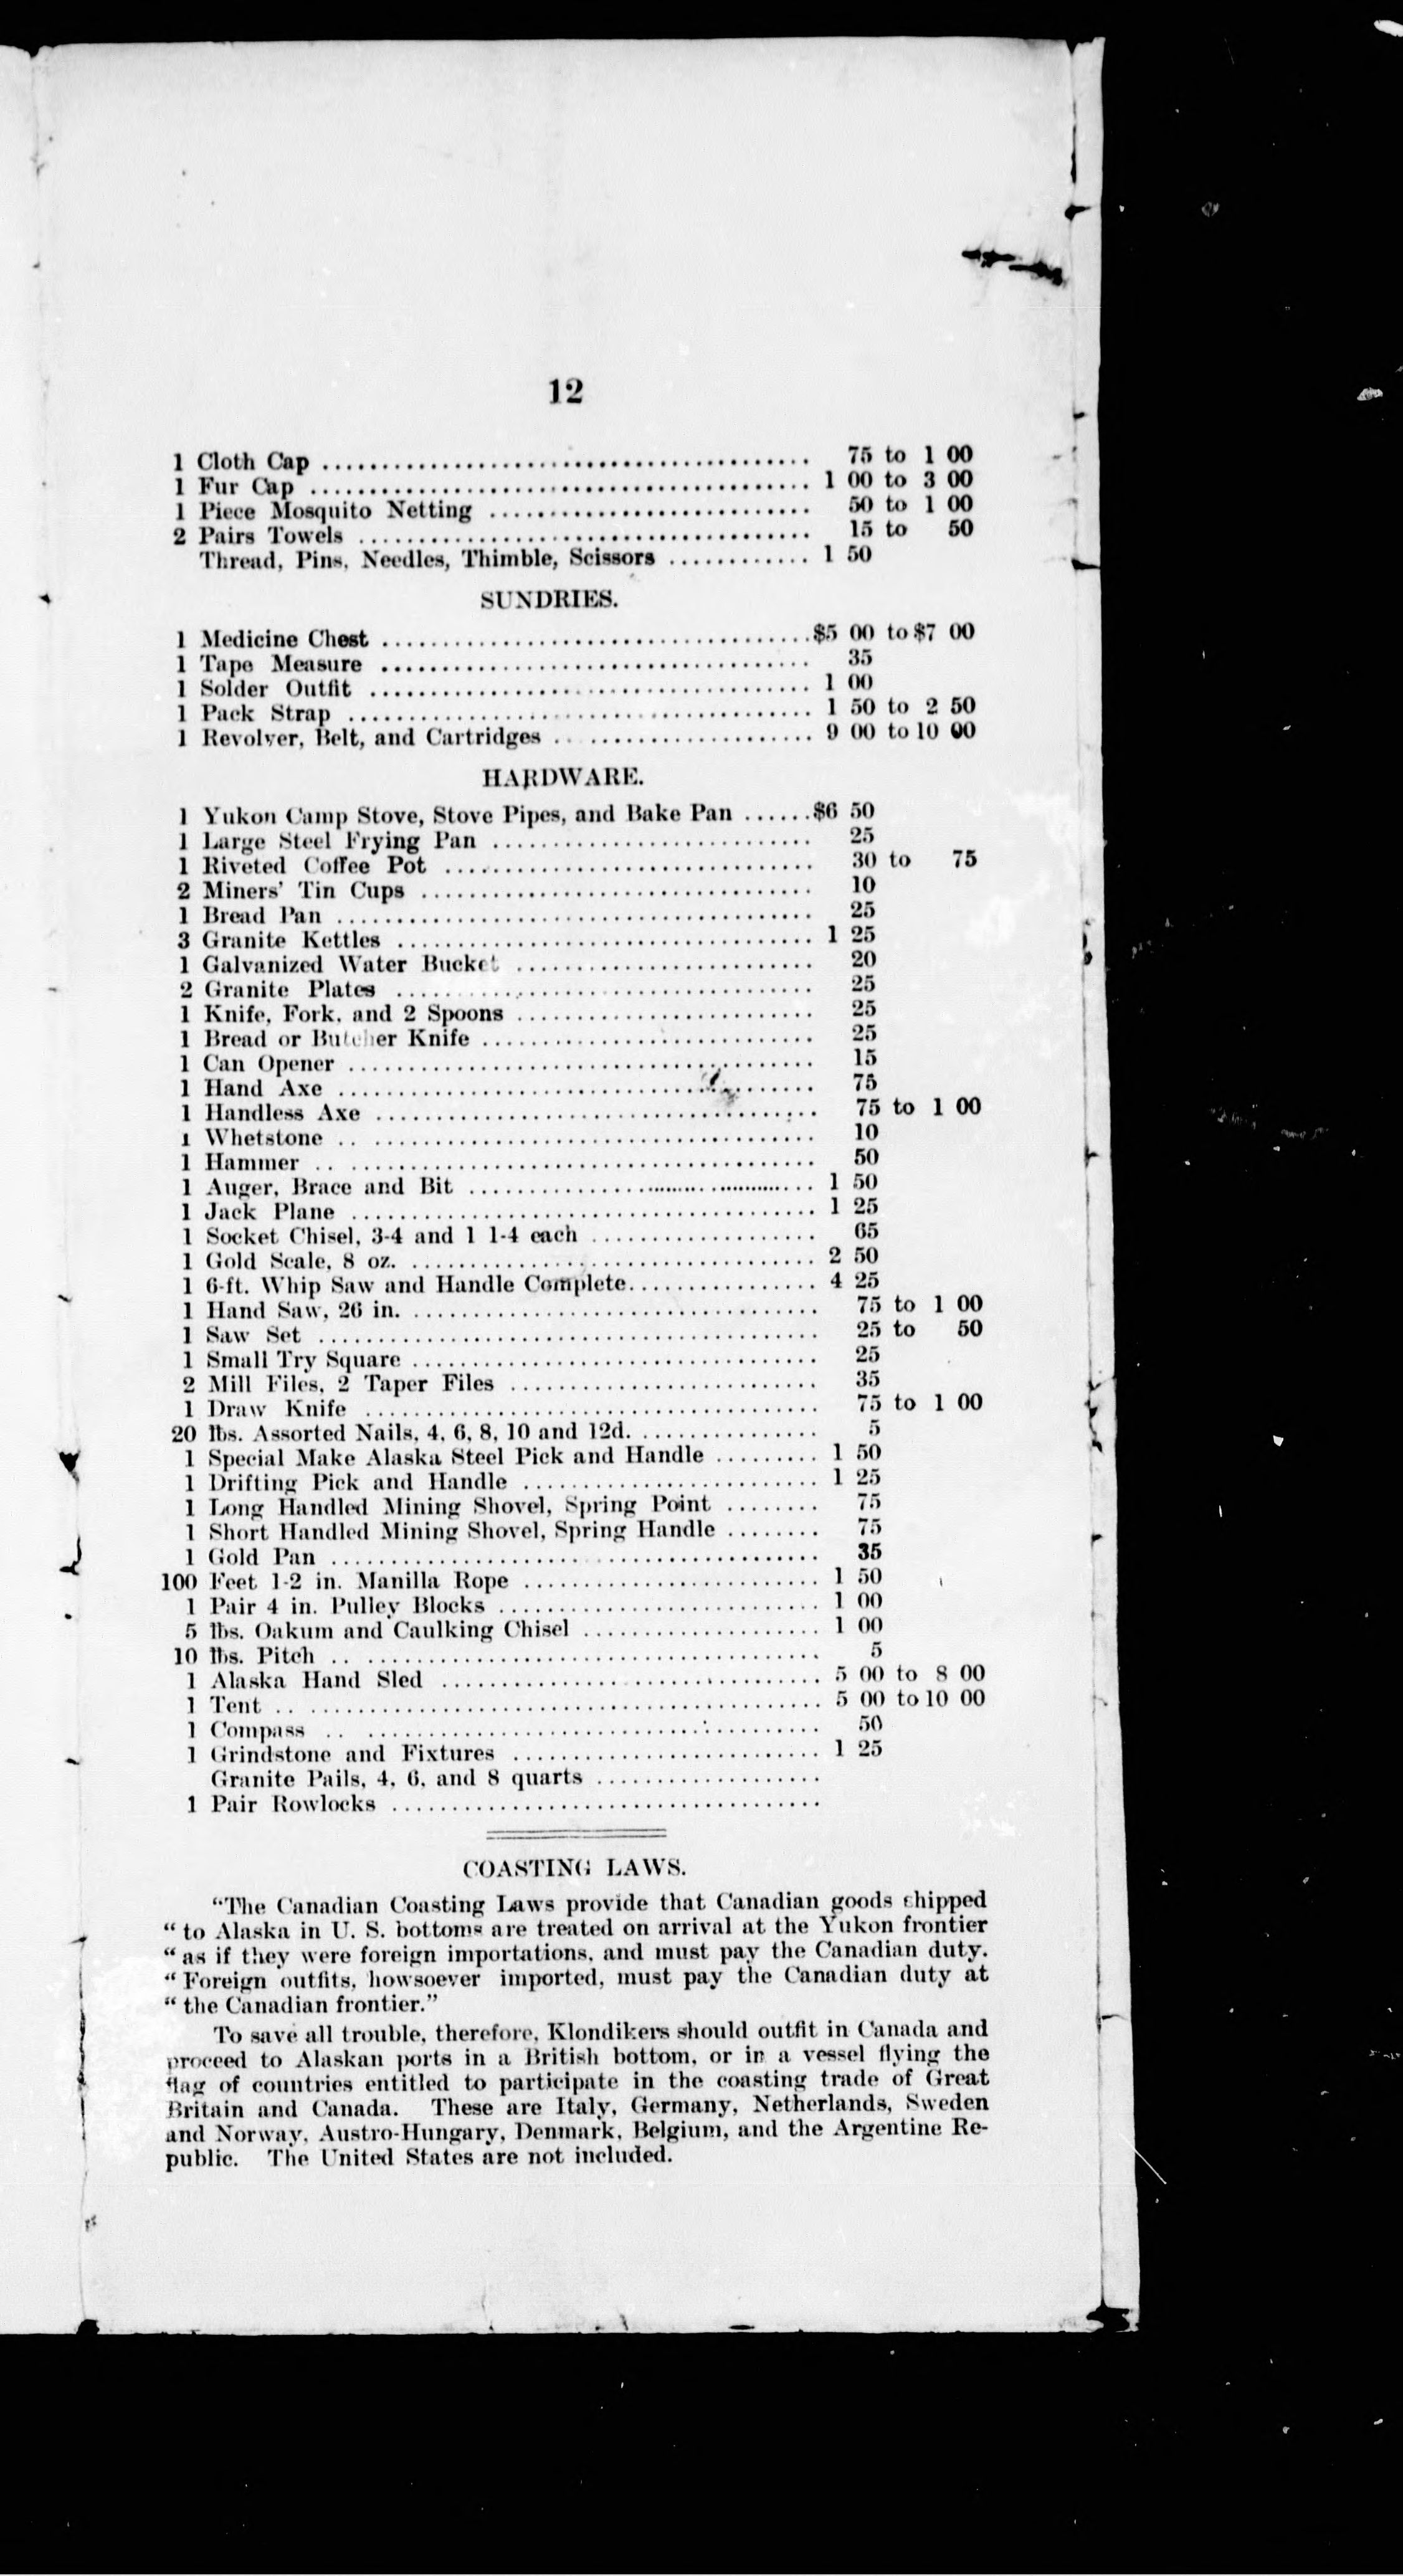 12
1 Cloth Cap ........................................ 75 to 1 00
1 Fur Cap ........................................ 1 00 to 3 00
1 Piece Mosquito Netting ........................... 50 to 1 00
2 Pairs Towels ...................................... 15 to 50
Thread, Pins, Needles, Thimble, Scissors ............ 1 50
SUNDRIES.
1 Medicine Chest ....................................$5 00 to $7 00
1 Tape Measure .................................... 35
1 Solder Outfit .................................... 1 00
1 Pack Strap ....................................... 1 50 to 2 50
1 Revolver, Belt, and Cartridges ...................... 9 00 to 10 00
HARDWARE.
1 Yukon Camp Stove, Stove Pipes, and Bake Pan ......$6 50
1 Large Steel Frying Pan ........................... 25
1 Riveted Coffee Pot ............................... 30 to 75
2 Miners' Tin Cups ................................. 10
1 Bread Pan ........................................ 25
3 Granite Kettles ................................... 1 25
1 Galvanized Water Bucket ......................... 20
2 Granite Plates ................................... 25
1 Knife, Fork, and 2 Spoons ......................... 25
1 Bread or Butcher Knife ............................ 25
1 Can Opener ....................................... 15
1 Hand Axe ........................................ 75
1 Handless Axe ..................................... 75 to 1 00
1 Whetstone ........................................ 10
1 Hammer .......................................... 50
1 Auger, Brace and Bit ............................. 1 50
1 Jack Plane ....................................... 1 25
1 Socket Chisel, 3-4 and 1 1-4 each ................... 65
1 Gold Scale, 8 oz. ................................... 2 50
1 6-ft. Whip Saw and Handle Complete................ 4 25
1 Hand Saw, 26 in. ................................... 75 to 1 00
1 Saw Set .......................................... 25 to 50
1 Small Try Square .................................. 25
2 Mill Files, 2 Taper Files .......................... 35
1 Draw Knife ...................................... 75 to 1 00
20 lbs. Assorted Nails, 4, 6, 8, 10 and 12d. ................ 5
1 Special Make Alaska Steel Pick and Handle ......... 1 50
1 Drifting Pick and Handle ......................... 1 25
1 Long Handled Mining Shovel, Spring Point ........ 75
1 Short Handled Mining Shovel, Spring Handle ........ 75
1 Gold Pan ......................................... 35
100 Feet 1-2 in. Manilla Rope ......................... 1 50
1 Pair 4 in. Pulley Blocks ........................... 1 00
5 lbs. Oakum and Caulking Chisel .................... 1 00
10 lbs. Pitch ......................................... 5
1 Alaska Hand Sled ................................ 5 00 to 8 00
1 Tent .............................................. 5 00 to 10 00
1 Compass ......................................... 50
1 Grindstone and Fixtures .......................... 1 25
Granite Pails, 4, 6, and 8 quarts ...................
1 Pair Rowlocks ....................................
COASTING LAWS.
"The Canadian Coasting Laws provide that Canadian goods shipped
"to Alaska in U. S. bottoms are treated on arrival at the Yukon frontier
"as if they were foreign importations, and must pay the Canadian duty.
"Foreign outfits, howsoever imported, must pay the Canadian duty at
"the Canadian frontier."
To save all trouble, therefore, Klondikers should outfit in Canada and
proceed to Alaskan ports in a British bottom, or in a vessel flying the
flag of countries entitled to participate in the coasting trade of Great
Britain and Canada. These are Italy, Germany, Netherlands, Sweden
and Norway, Austro-Hungary, Denmark, Belgium, and the Argentine Re-
public. The United States are not included.